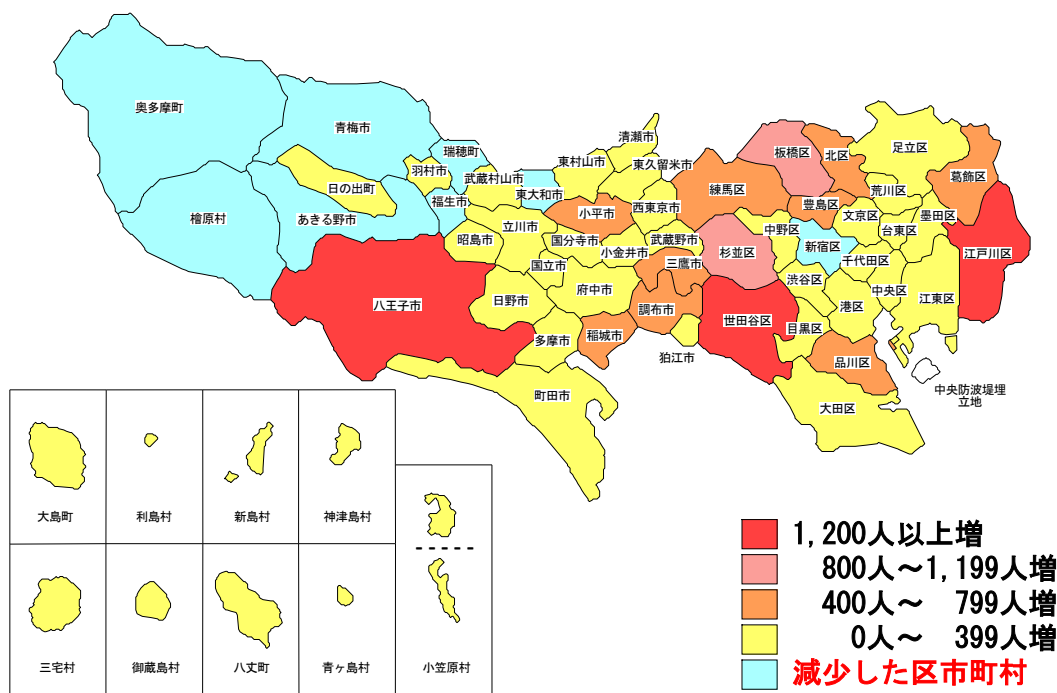 奥多摩町
青梅市
瑞穂町
羽村市
日の出町
檜原村
あきる野市
福生市
武蔵村山市
東大和市
東村山市
清瀬市
東久留米市
昭島市
立川市
小平市
西東京市
国分寺市
小金井市
武蔵野市
国立市
三鷹市
八王子市
日野市
府中市
調布市
多摩市
稲城市
狛江市
町田市
板橋区
北区
足立区
葛飾区
練馬区
豊島区
荒川区
文京区
墨田区
台東区
中野区
新宿区
杉並区
千代田区
江戸川区
渋谷区
中央区
江東区
港区
世田谷区
目黒区
品川区
大田区
中央防波堤埋
立地
大島町
利島村
新島村
神津島村
三宅村
御蔵島村
八丈町
青ヶ島村
小笠原村
1,200人以上増
800人～1,199人増
400人～ 799人増
0人～ 399人増
減少した区市町村